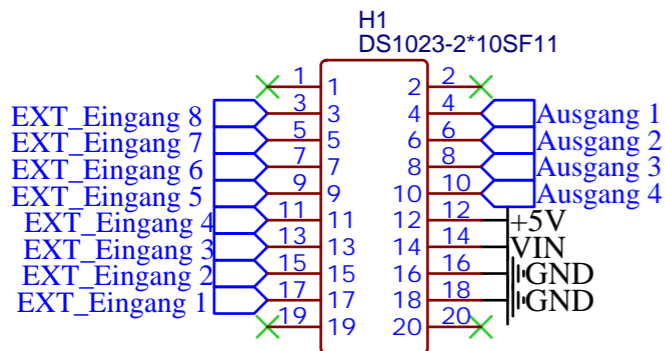 H1
DS1023-2*10SF11
1 1 2 2
EXT_Eingang 8 3 3 4 4 Ausgang 1
EXT_Eingang 7 5 5 6 6 Ausgang 2
EXT_Eingang 6 7 7 8 8 Ausgang 3
EXT_Eingang 5 9 9 10 10 Ausgang 4
EXT_Eingang 4 11 11 12 12 +5V
EXT_Eingang 3 13 13 14 14 VIN
EXT_Eingang 2 15 15 16 16 GND
EXT_Eingang 1 17 17 18 18 GND
19 19 20 20